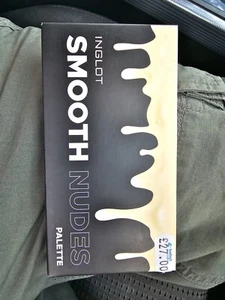 INGLOT
SMOOTH NUDES
PALETTE
£27.00